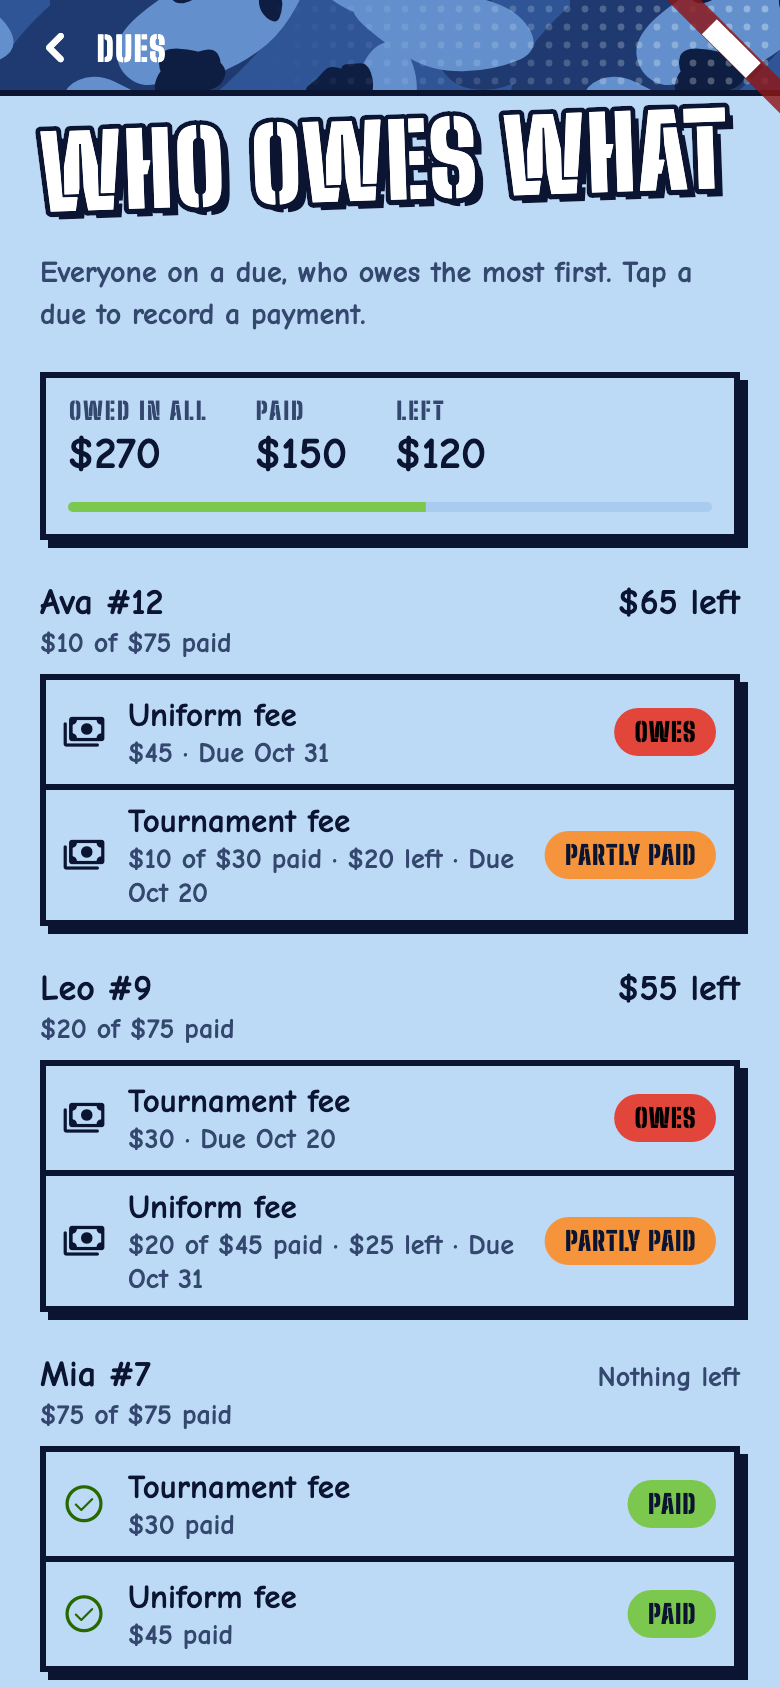 DUES
WHO OWES WHAT
Everyone on a due, who owes the most first. Tap a
due to record a payment.
OWED IN ALL PAID LEFT
$270 $150 $120
Ava #12 $65 left
$10 of $75 paid
Uniform fee
$45 · Due Oct 31
OWES
Tournament fee
$10 of $30 paid · $20 left · Due
Oct 20
PARTLY PAID
Leo #9 $55 left
$20 of $75 paid
Tournament fee
$30 · Due Oct 20
OWES
Uniform fee
$20 of $45 paid · $25 left · Due
Oct 31
PARTLY PAID
Mia #7 Nothing left
$75 of $75 paid
Tournament fee
$30 paid
PAID
Uniform fee
$45 paid
PAID